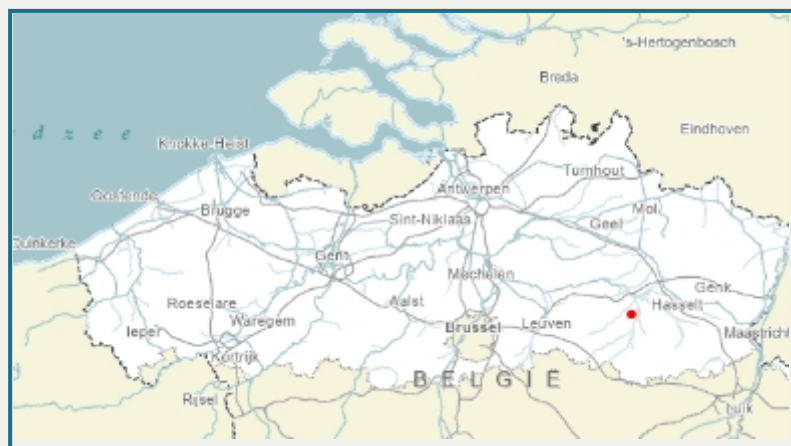 's-Hertogenbosch
Breda
d z e e
Eindhoven
Knokke-Heist
Turnhout
Antwerpen
Oostende
Mol
Brugge
Sint-Niklaas
Geel
Duinkerke
Gent
Mechelen
Genk
Roeselare
Aalst
Hasselt
Waregem
Brussel
Leuven
Ieper
Maastricht
Kortrijk
BELGIË
Rijsel
Luik